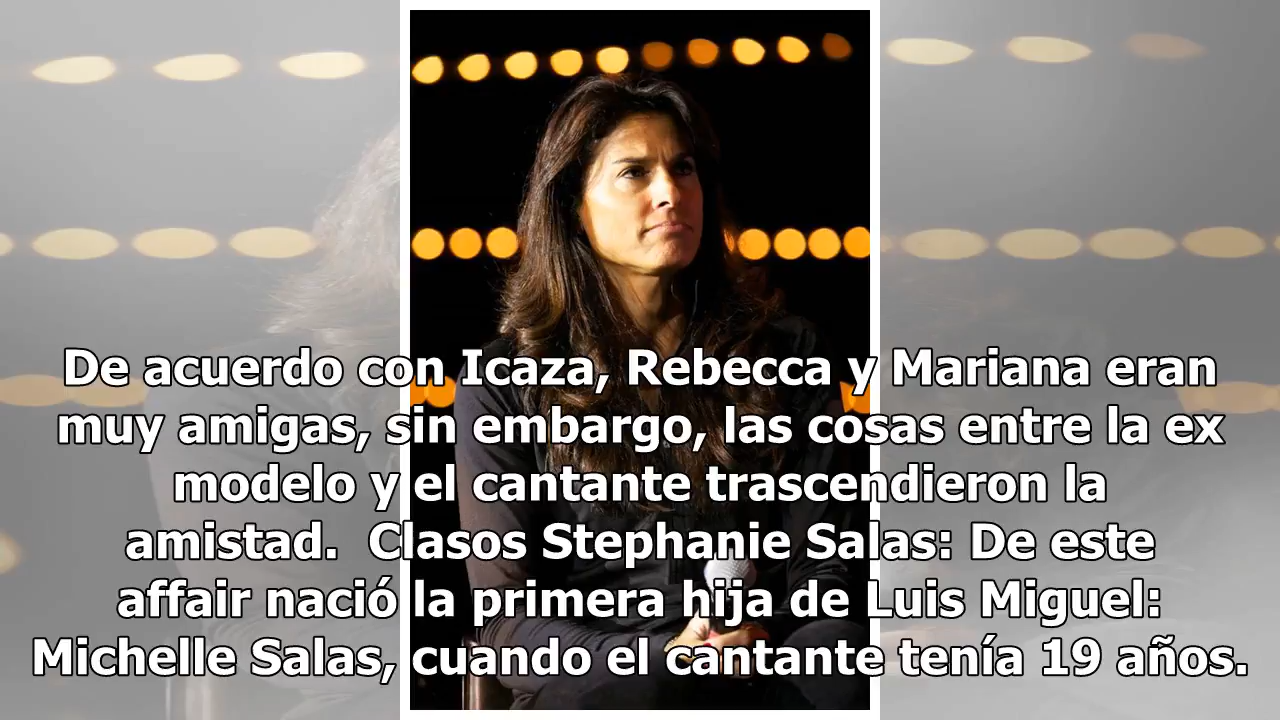 De acuerdo con Icaza, Rebecca y Mariana eran
muy amigas, sin embargo, las cosas entre la ex
modelo y el cantante trascendieron la
amistad.  Clasos Stephanie Salas: De este
affair nació la primera hija de Luis Miguel:
Michelle Salas, cuando el cantante tenía 19 años.